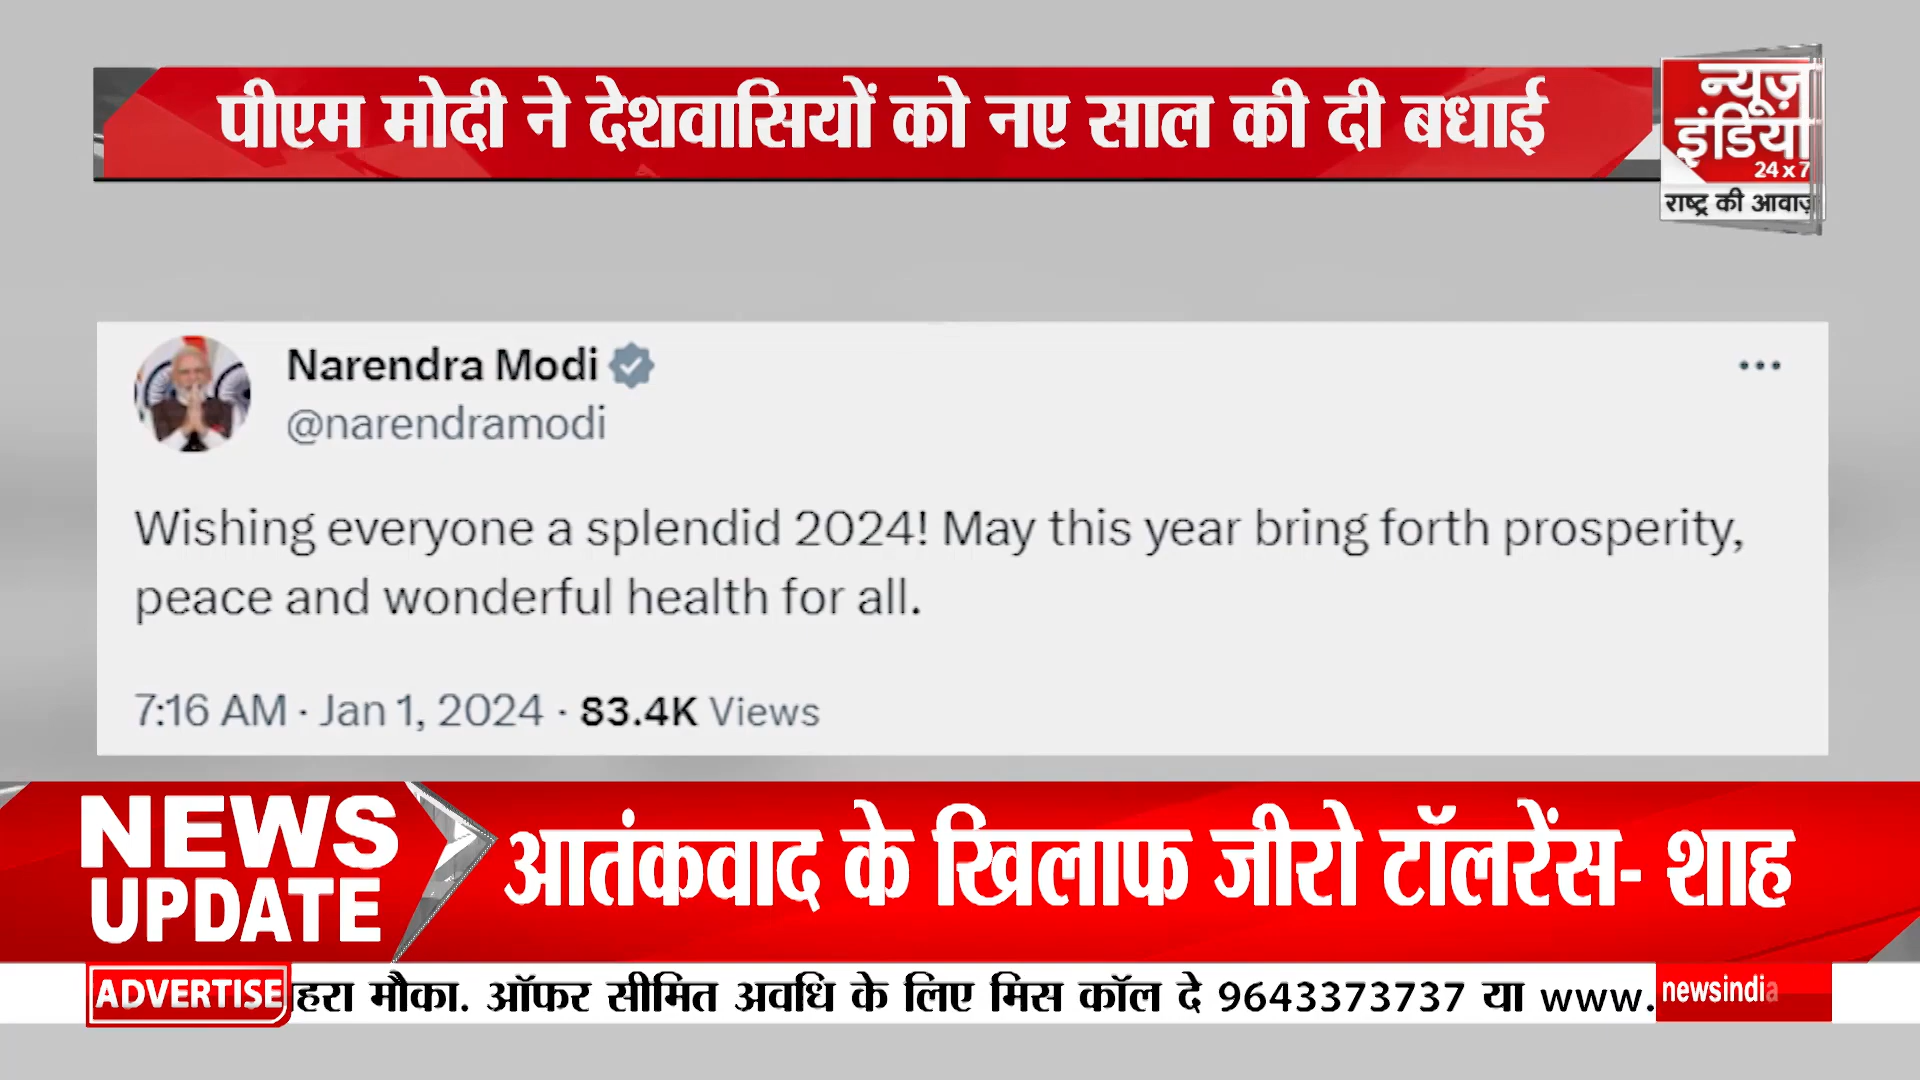 पीएम मोदी ने देशवासियों को नए साल की दी बधाई
न्यूज़
इंडिया
24x7
राष्ट्र की आवाज़
Narendra Modi
@narendramodi
Wishing everyone a splendid 2024! May this year bring forth prosperity,
peace and wonderful health for all.
7:16 AM · Jan 1, 2024 · 83.4K Views
NEWS
UPDATE
आतंकवाद के खिलाफ जीरो टॉलरेंस- शाह
ADVERTISE
हरा मौका. ऑफर सीमित अवधि के लिए मिस कॉल दे 9643373737 या www.
newsindia